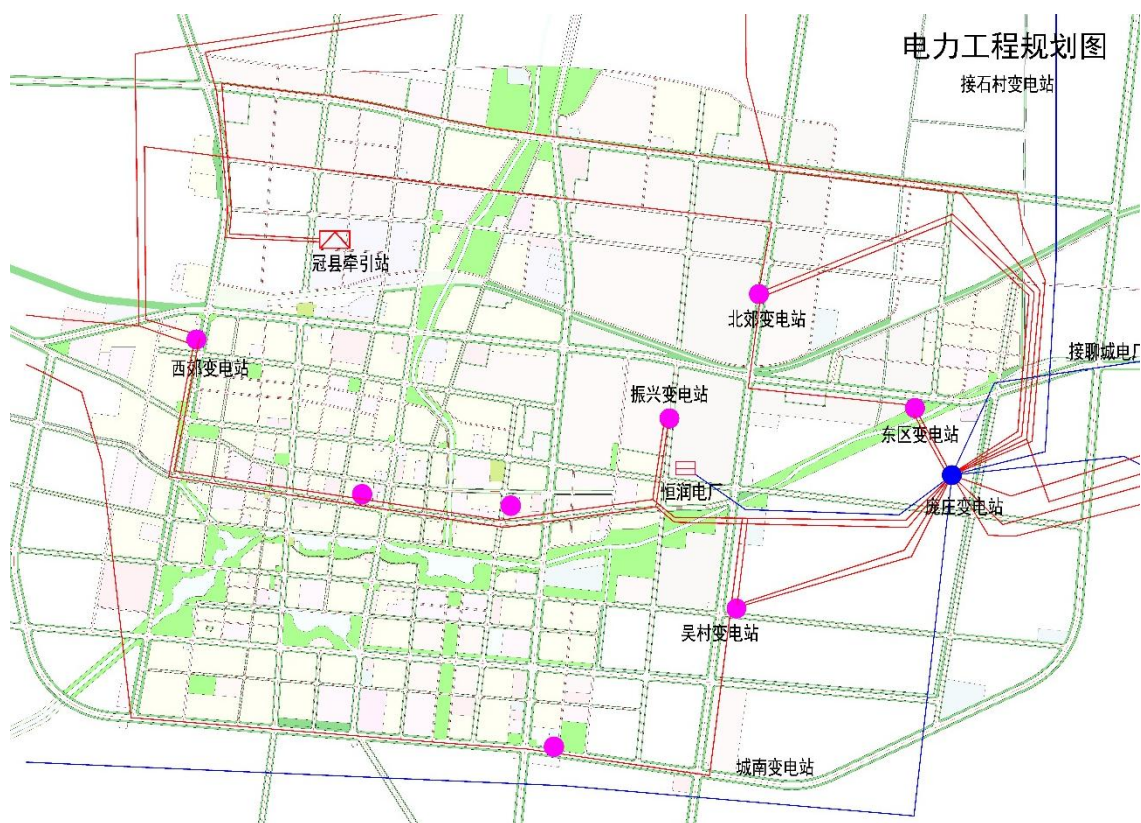 电力工程规划图
接石村变电站
冠县牵引站
北郊变电站
接聊城电厂
西郊变电站
振兴变电站
东区变电站
恒润电厂
庞庄变电站
吴村变电站
城南变电站